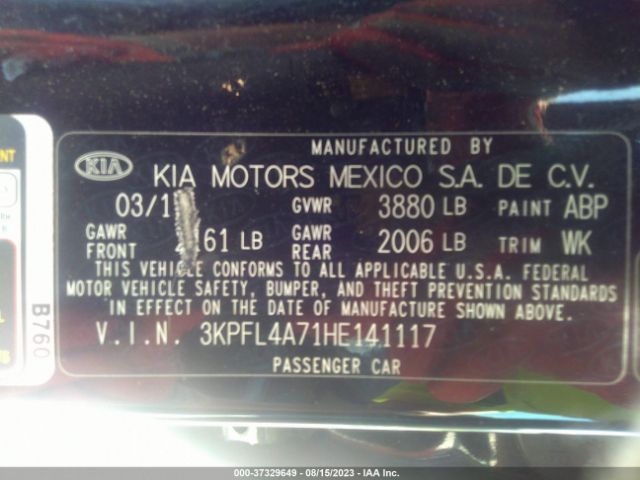 MANUFACTURED BY
KIA KIA MOTORS MEXICO S.A. DE C.V.
GVWR 3880 LB PAINT ABP
GAWR FRONT LB GAWR REAR 2006 LB TRIM WK
THIS VEHICLE CONFORMS TO ALL APPLICABLE U.S.A. FEDERAL
MOTOR VEHICLE SAFETY, BUMPER, AND THEFT PREVENTION STANDARDS
IN EFFECT ON THE DATE OF MANUFACTURE SHOWN ABOVE.
V.I.N. 3KPFL4A71HE141117
PASSENGER CAR
B760
000-37329649 - 08/15/2023 - IAA Inc.